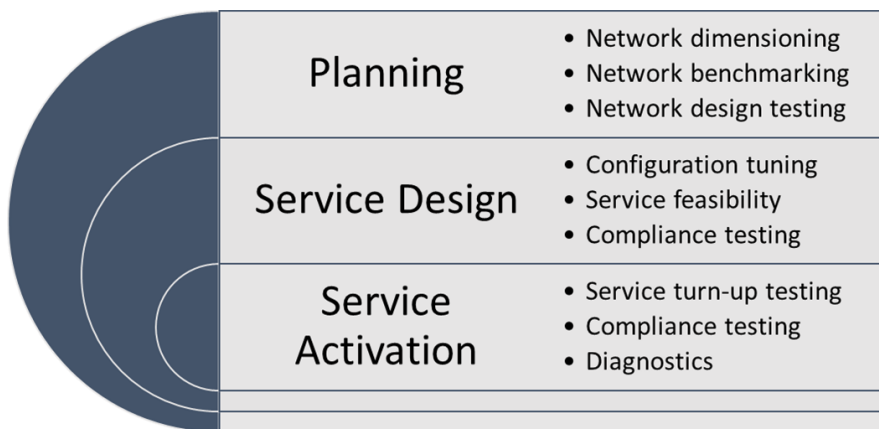 Planning
• Network dimensioning
• Network benchmarking
• Network design testing
Service Design
• Configuration tuning
• Service feasibility
• Compliance testing
Service
Activation
• Service turn-up testing
• Compliance testing
• Diagnostics